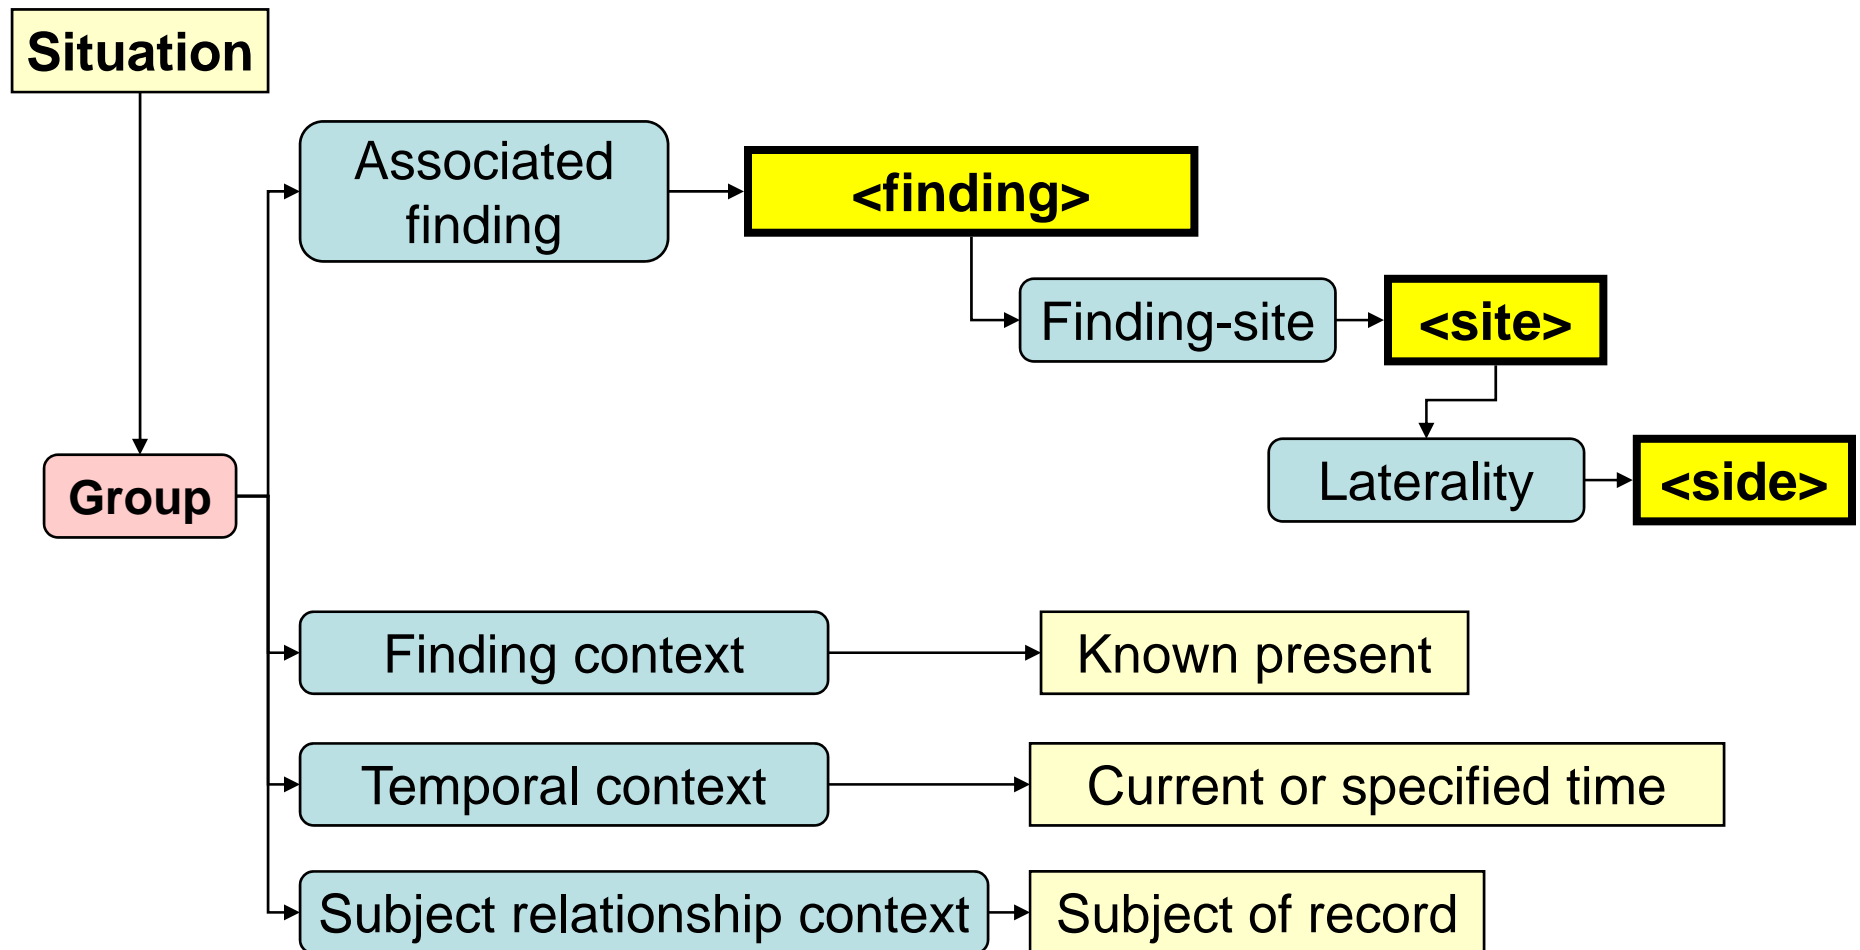 Situation
Associated
finding
<finding>
Finding-site
<site>
Laterality
<side>
Group
Finding context
Known present
Temporal context
Current or specified time
Subject relationship context
Subject of record